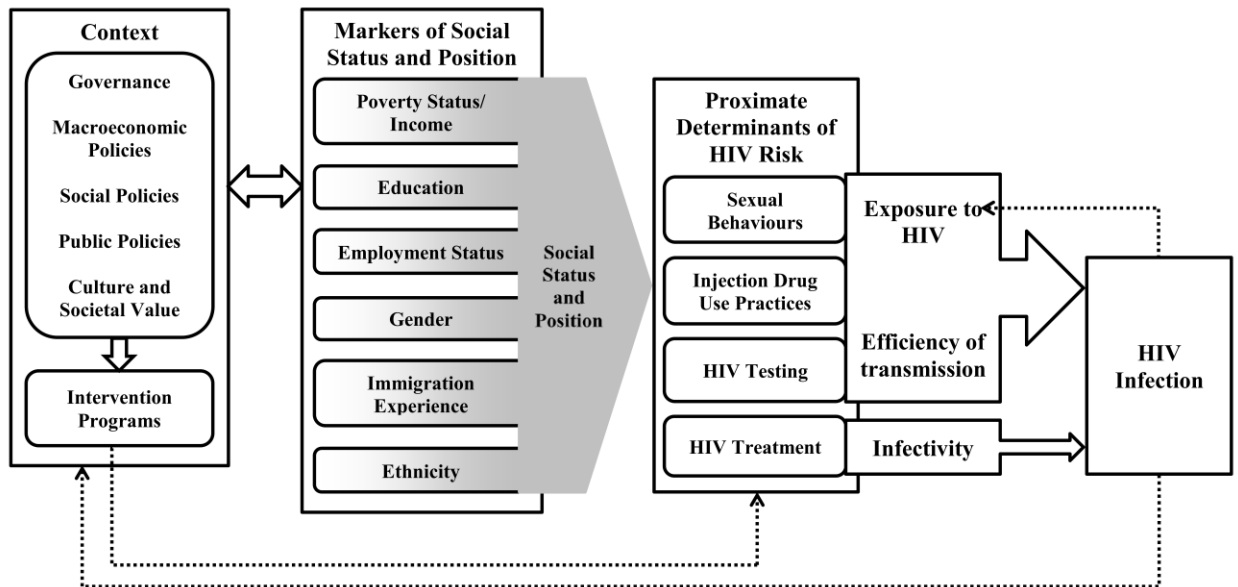 Context
Governance
Macroeconomic
Policies
Social Policies
Public Policies
Culture and
Societal Value
Intervention
Programs
Markers of Social
Status and Position
Poverty Status/
Income
Education
Employment Status
Gender
Immigration
Experience
Ethnicity
Social
Status
and
Position
Proximate
Determinants of
HIV Risk
Sexual
Behaviours
Injection Drug
Use Practices
HIV Testing
HIV Treatment
Exposure to
HIV
Efficiency of
transmission
Infectivity
HIV
Infection